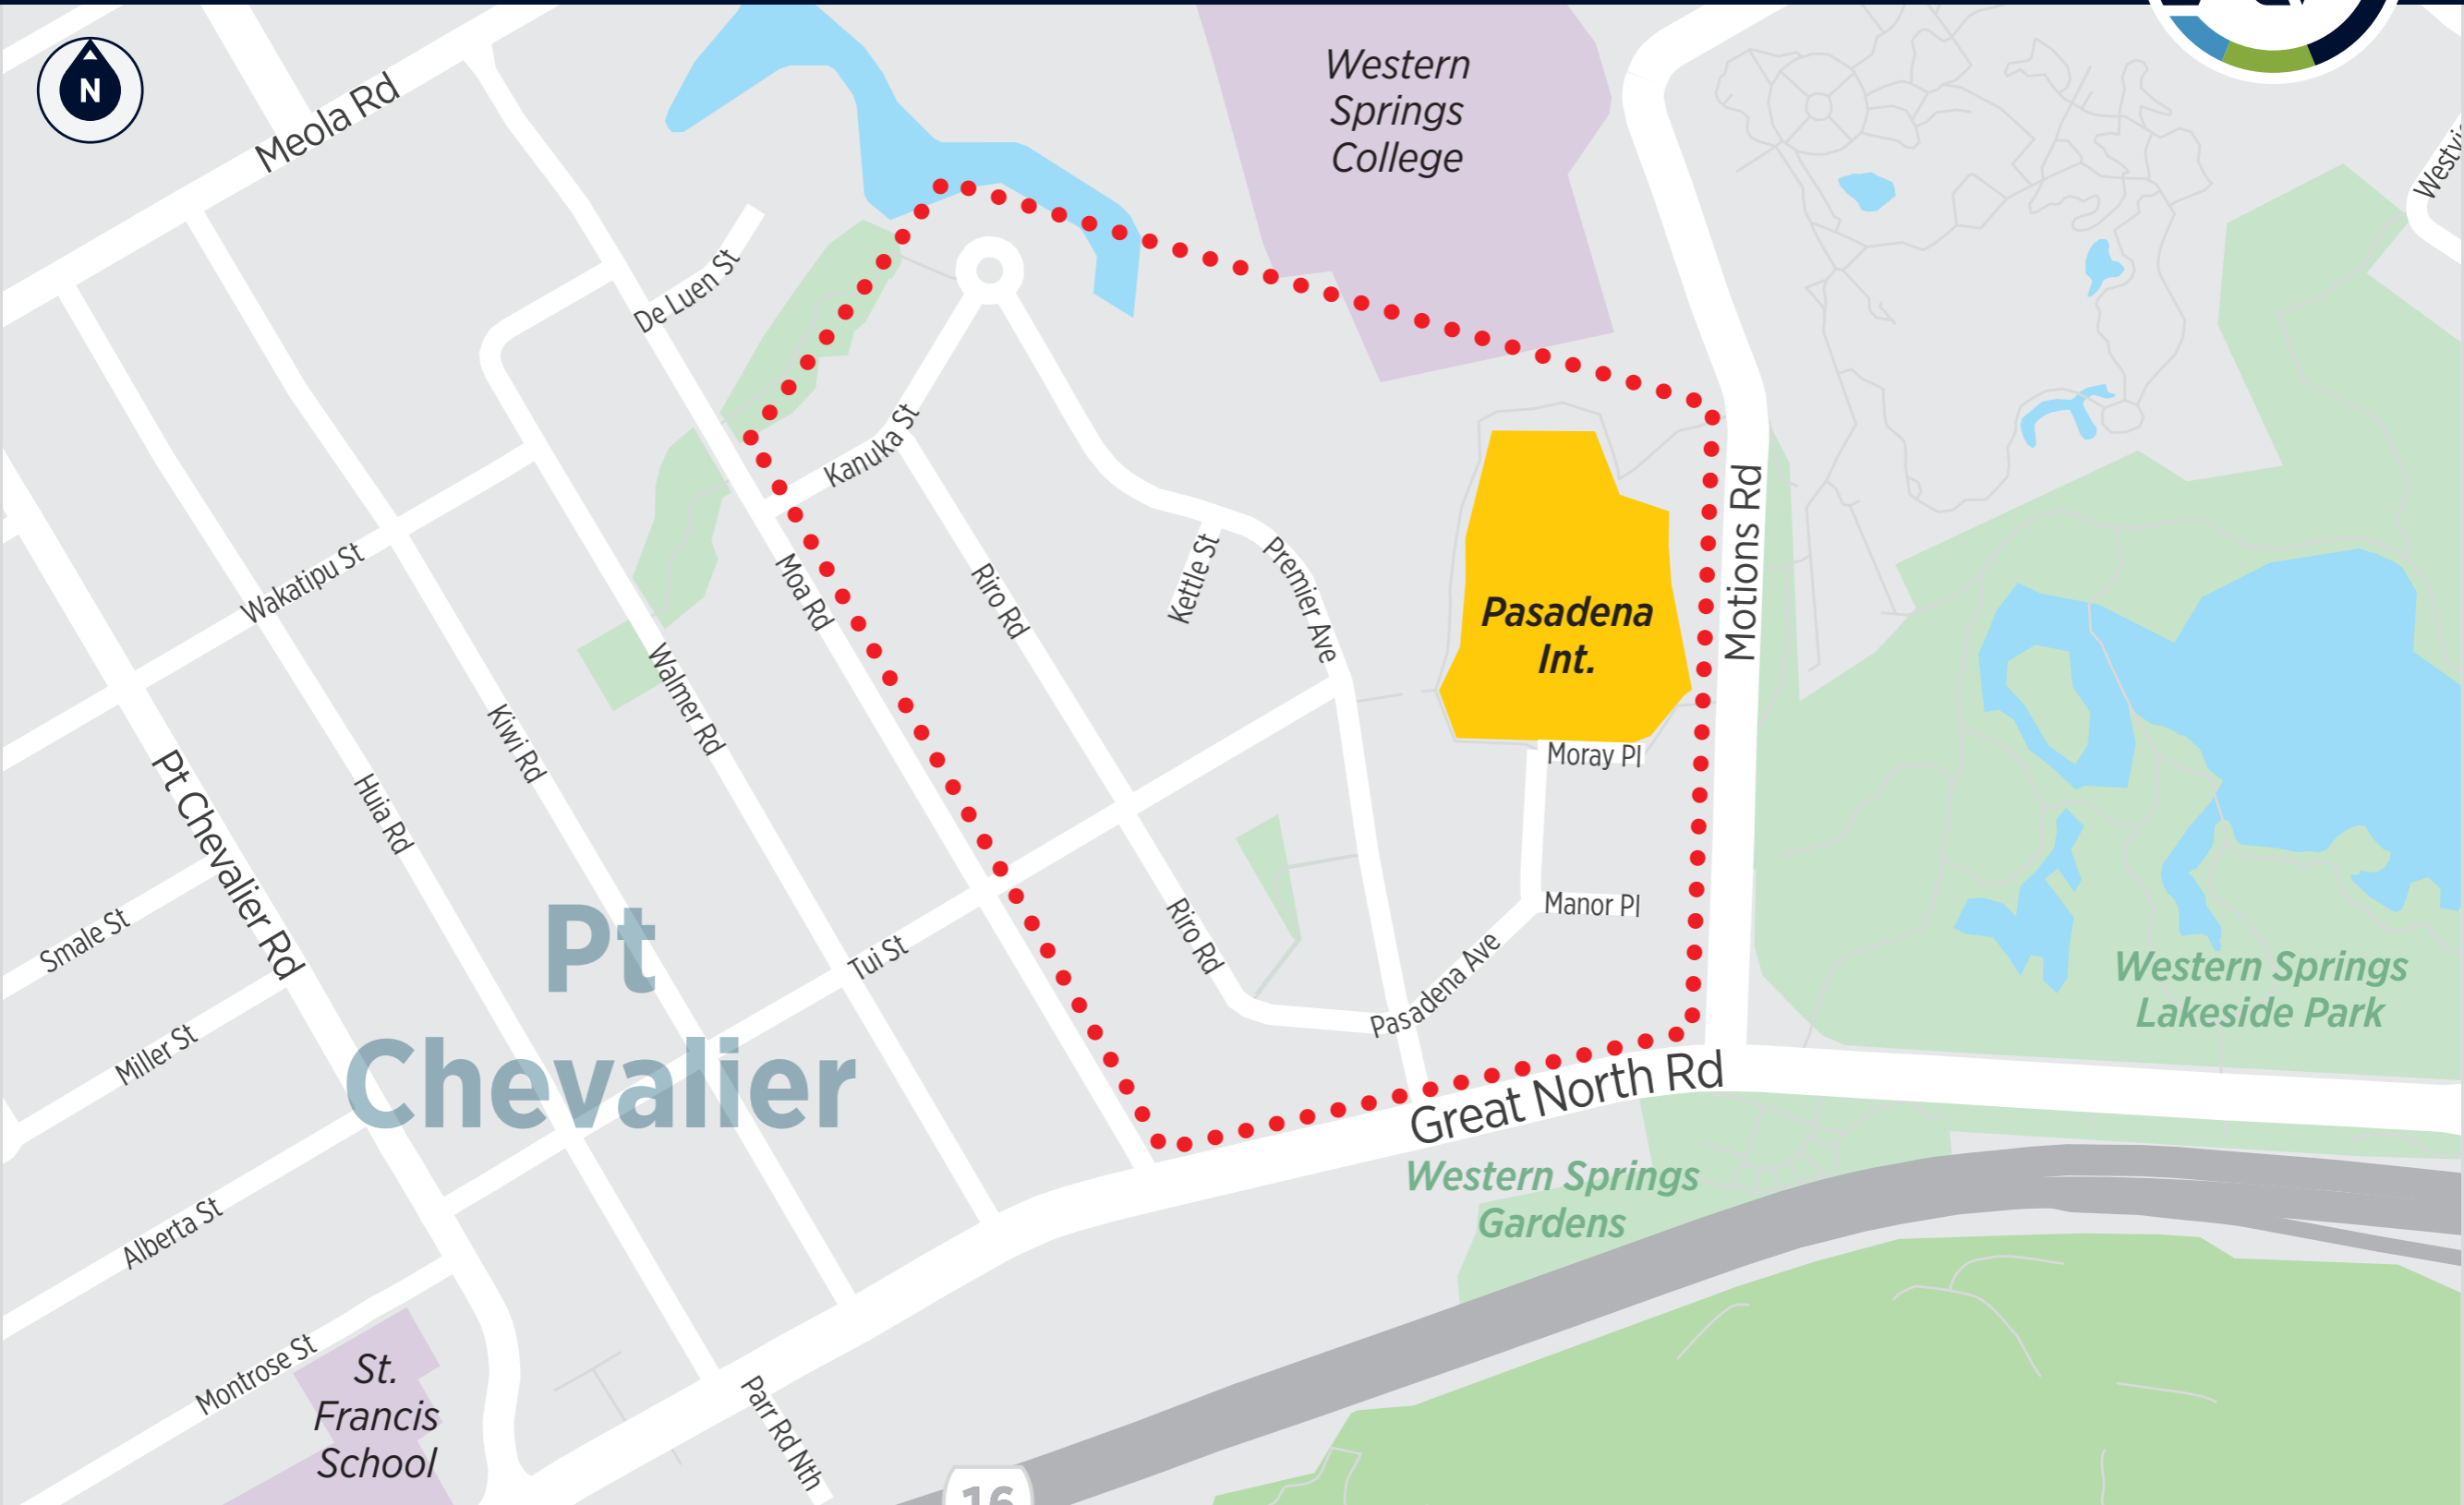 N
Meola Rd
Western
Springs
College
De Luen St
Kanuka St
Wakatipu St
Moa Rd
Riro Rd
Kettle St
Premier Ave
Motions Rd
Pasadena
Int.
Walmer Rd
Kiwi Rd
Huia Rd
Pt Chevalier Rd
Moray Pl
Manor Pl
Smale St
Pt
Chevalier
Tui St
Riro Rd
Pasadena Ave
Western Springs
Lakeside Park
Miller St
Great North Rd
Western Springs
Gardens
Alberta St
Montrose St
St.
Francis
School
Parr Rd Nth
16